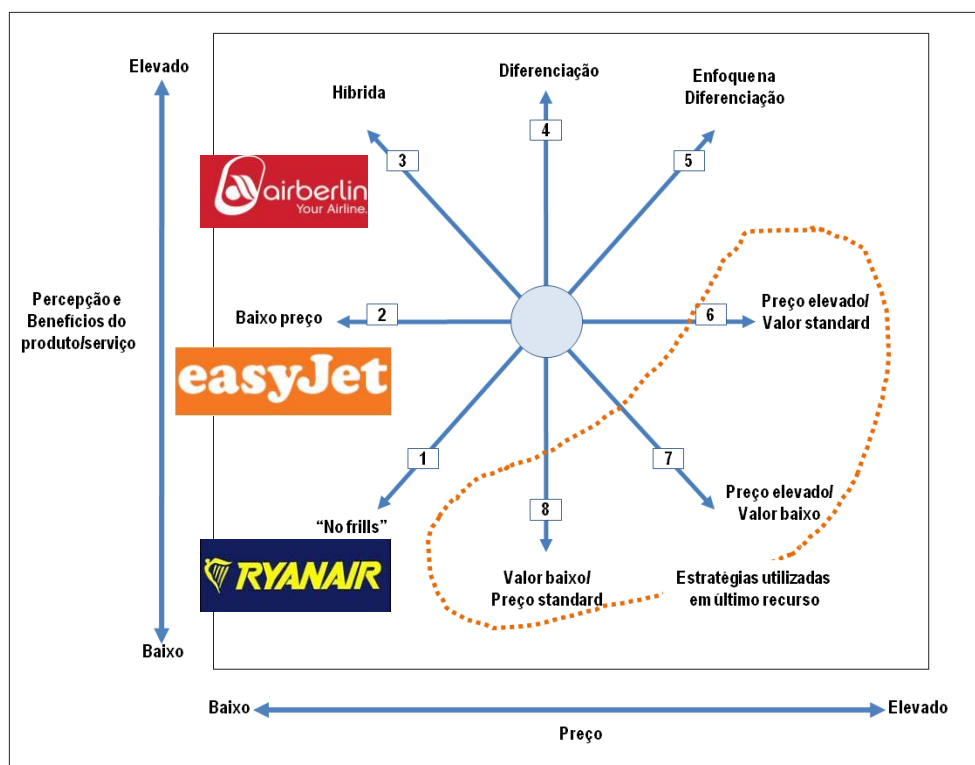 Elevado
Diferenciação
Enfoque na
Diferenciação
Híbrida
4
3
5
airberlin
Your Airline.
Percepção e
Benefícios do
produto/serviço
Baixo preço
2
6
Preço elevado/
Valor standard
easyJet
1
7
Preço elevado/
Valor baixo
8
“No frills”
RYANAIR
Valor baixo/
Preço standard
Estratégias utilizadas
em último recurso
Baixo
Baixo
Elevado
Preço